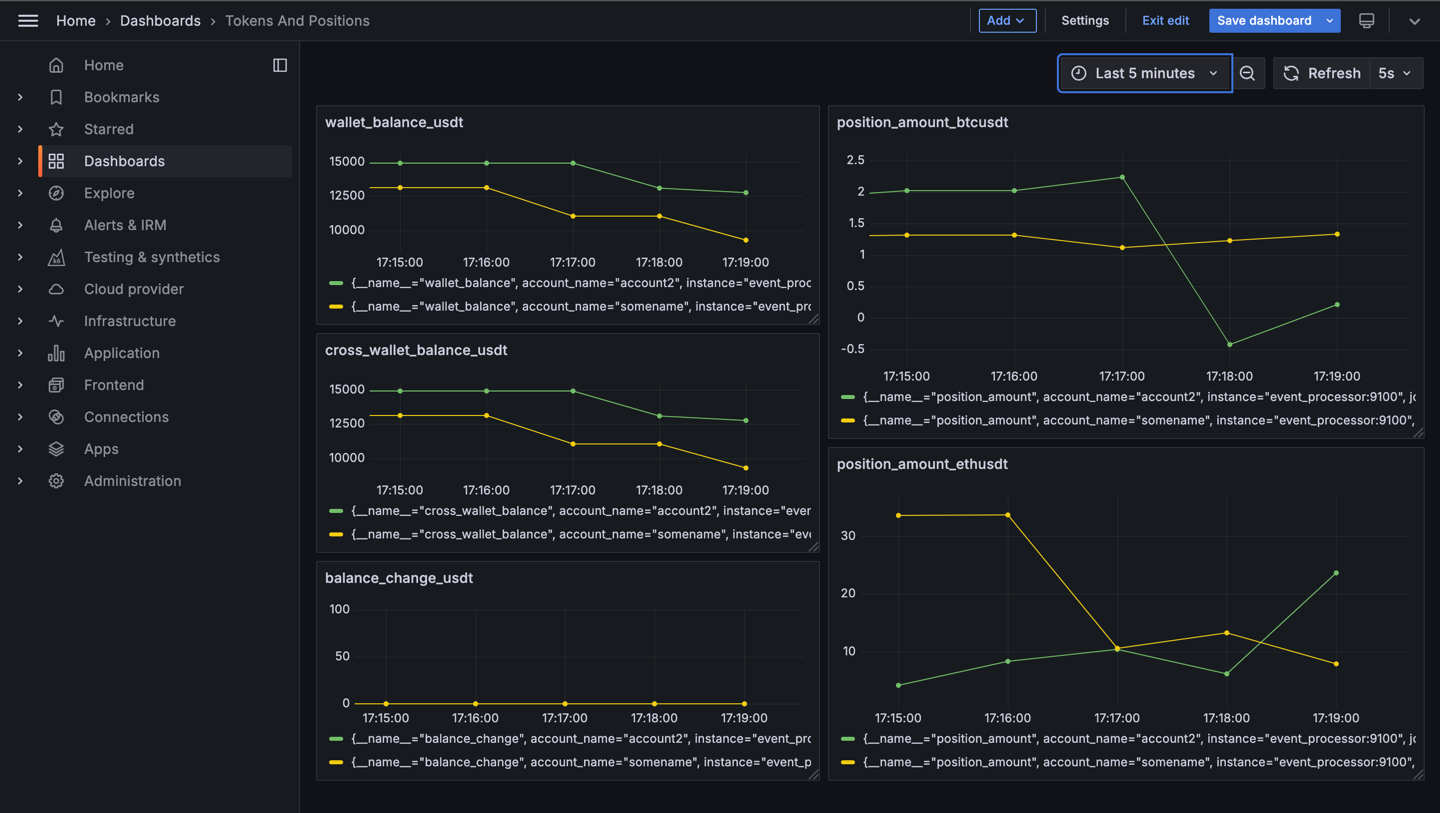 Home › Dashboards › Tokens And Positions
Add
Settings
Exit edit
Save dashboard
Home
Bookmarks
Starred
Dashboards
Explore
Alerts & IRM
Testing & synthetics
Cloud provider
Infrastructure
Application
Frontend
Connections
Apps
Administration
Last 5 minutes
Refresh
5s
wallet_balance_usdt
15000
12500
10000
17:15:00 17:16:00 17:17:00 17:18:00 17:19:00
{__name__="wallet_balance", account_name="account2", instance="event_proc
{__name__="wallet_balance", account_name="somename", instance="event_pr
cross_wallet_balance_usdt
15000
12500
10000
17:15:00 17:16:00 17:17:00 17:18:00 17:19:00
{__name__="cross_wallet_balance", account_name="account2", instance="ever
{__name__="cross_wallet_balance", account_name="somename", instance="eve
balance_change_usdt
100
50
0
17:15:00 17:16:00 17:17:00 17:18:00 17:19:00
{__name__="balance_change", account_name="account2", instance="event_prc
{__name__="balance_change", account_name="somename", instance="event_p
position_amount_btcusdt
2.5
2
1.5
1
0.5
0
-0.5
17:15:00 17:16:00 17:17:00 17:18:00 17:19:00
{__name__="position_amount", account_name="account2", instance="event_processor:9100", jc
{__name__="position_amount", account_name="somename", instance="event_processor:9100",
position_amount_ethusdt
30
20
10
17:15:00 17:16:00 17:17:00 17:18:00 17:19:00
{__name__="position_amount", account_name="account2", instance="event_processor:9100", jc
{__name__="position_amount", account_name="somename", instance="event_processor:9100",